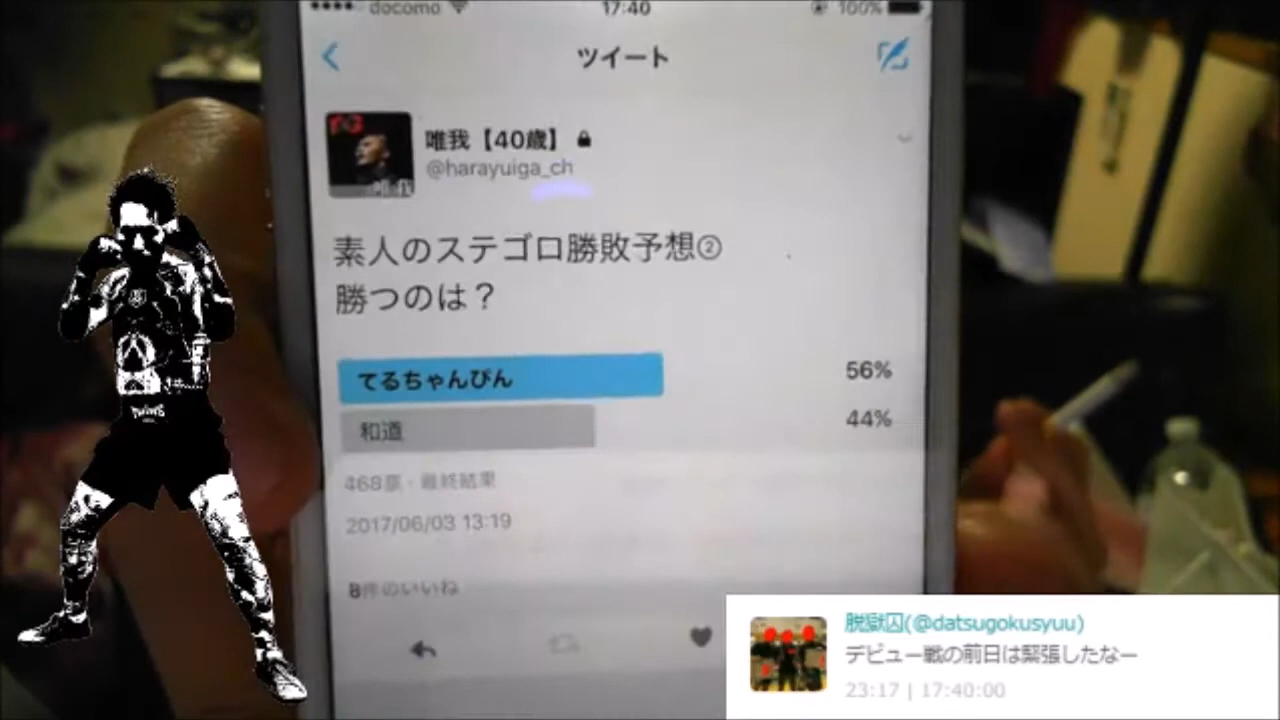 docomo 17:40 100%
ツイート
唯我【40歳】
@harayuiga_ch
素人のステゴロ勝敗予想②
勝つのは？
てるちゃんぴん 56%
和道 44%
468票・最終結果
2017/06/03 13:19
8件のいいね
脱獄囚(@datsugokusyuu)
デビュー戦の前日は緊張したなー
23:17 | 17:40:00